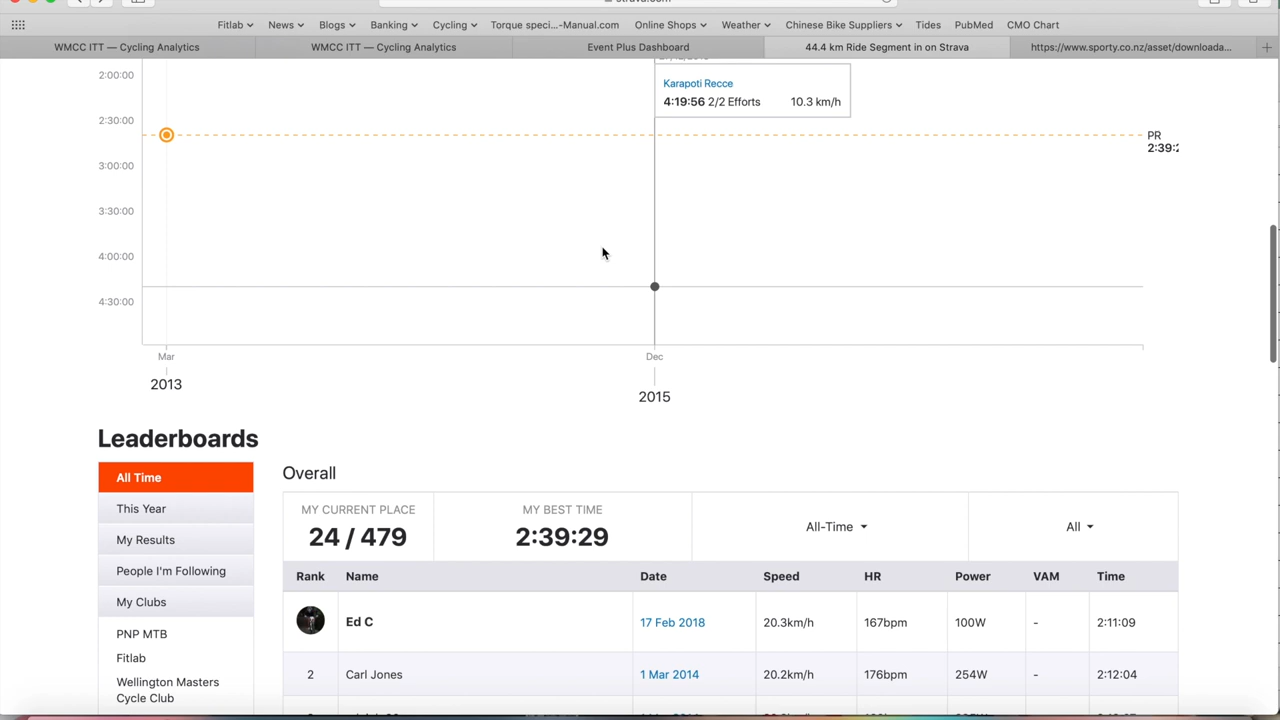 strava.com
Fitlab News Blogs Banking Cycling Torque speci...-Manual.com Online Shops Weather Chinese Bike Suppliers Tides PubMed CMO Chart
WMCC ITT — Cycling Analytics WMCC ITT — Cycling Analytics Event Plus Dashboard 44.4 km Ride Segment in on Strava https://www.sporty.co.nz/asset/downloada...
2:00:00
Karapoti Recce
4:19:56 2/2 Efforts 10.3 km/h
2:30:00
PR
2:39:2
3:00:00
3:30:00
4:00:00
4:30:00
Mar Dec
2013 2015
Leaderboards
All Time
This Year
My Results
People I'm Following
My Clubs
PNP MTB
Fitlab
Wellington Masters
Cycle Club
Overall
MY CURRENT PLACE MY BEST TIME
24 / 479 2:39:29 All-Time All
Rank Name Date Speed HR Power VAM Time
Ed C 17 Feb 2018 20.3km/h 167bpm 100W - 2:11:09
2 Carl Jones 1 Mar 2014 20.2km/h 176bpm 254W - 2:12:04